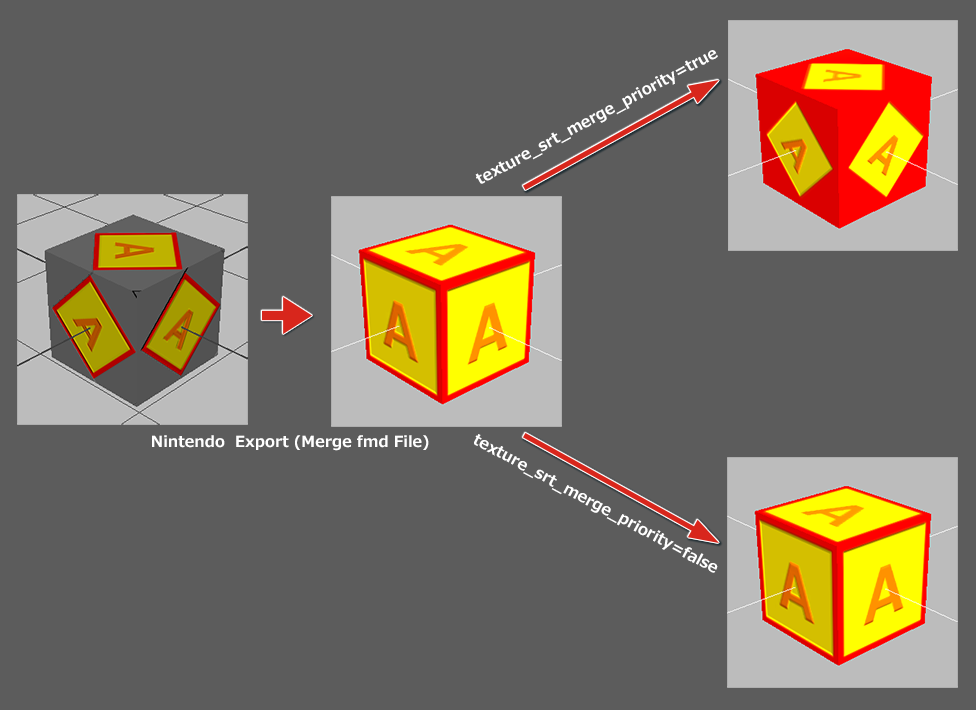 texture_srt_merge_priority=true
A
A
A
A
A
A
A
A
A
Nintendo  Export (Merge fmd File)
texture_srt_merge_priority=false
A
A
A